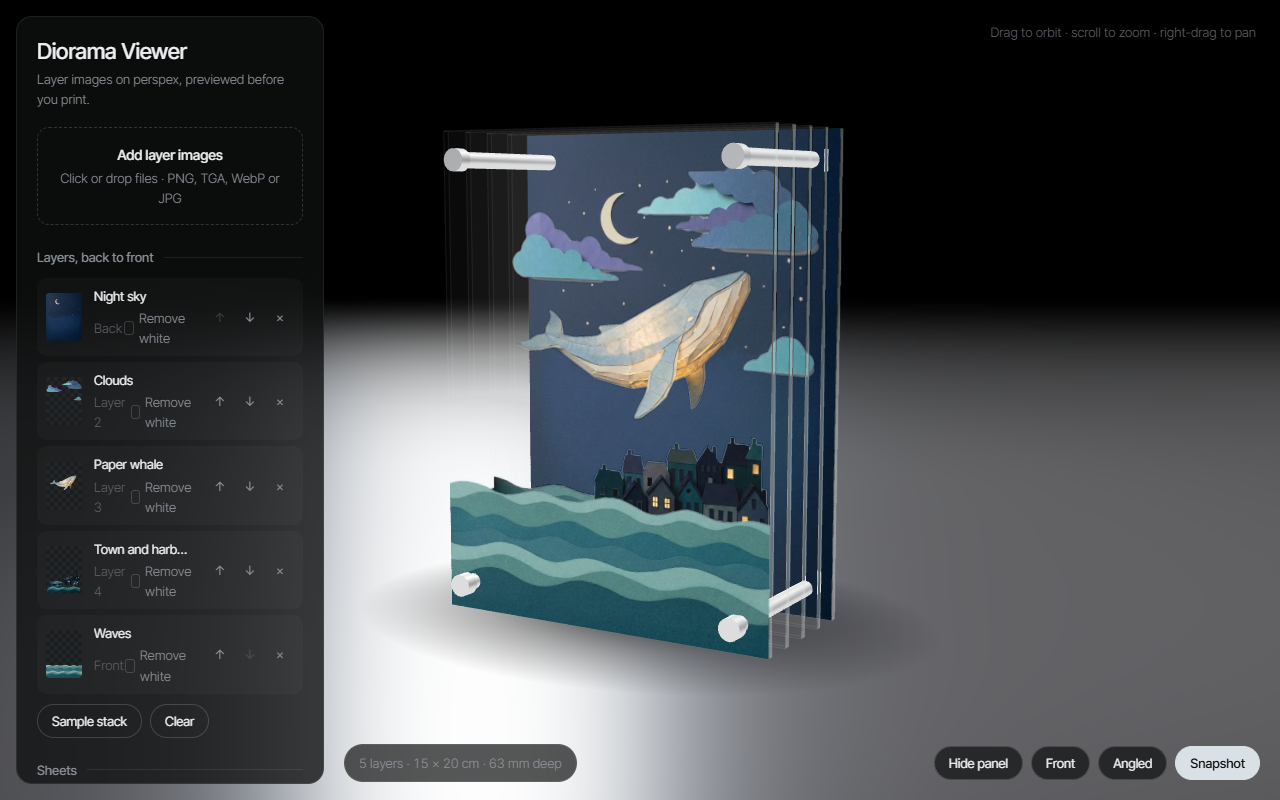 Diorama Viewer
Layer images on perspex, previewed before
you print.
Add layer images
Click or drop files · PNG, TGA, WebP or
JPG
Layers, back to front
Night sky
Back Remove
white
↑ ↓ ×
Clouds
Layer
2
Remove
white
↑ ↓ ×
Paper whale
Layer
3
Remove
white
↑ ↓ ×
Town and harb...
Layer
4
Remove
white
↑ ↓ ×
Waves
Front Remove
white
↑ ↓ ×
Sample stack
Clear
Sheets
Drag to orbit · scroll to zoom · right-drag to pan
5 layers · 15 × 20 cm · 63 mm deep
Hide panel
Front
Angled
Snapshot